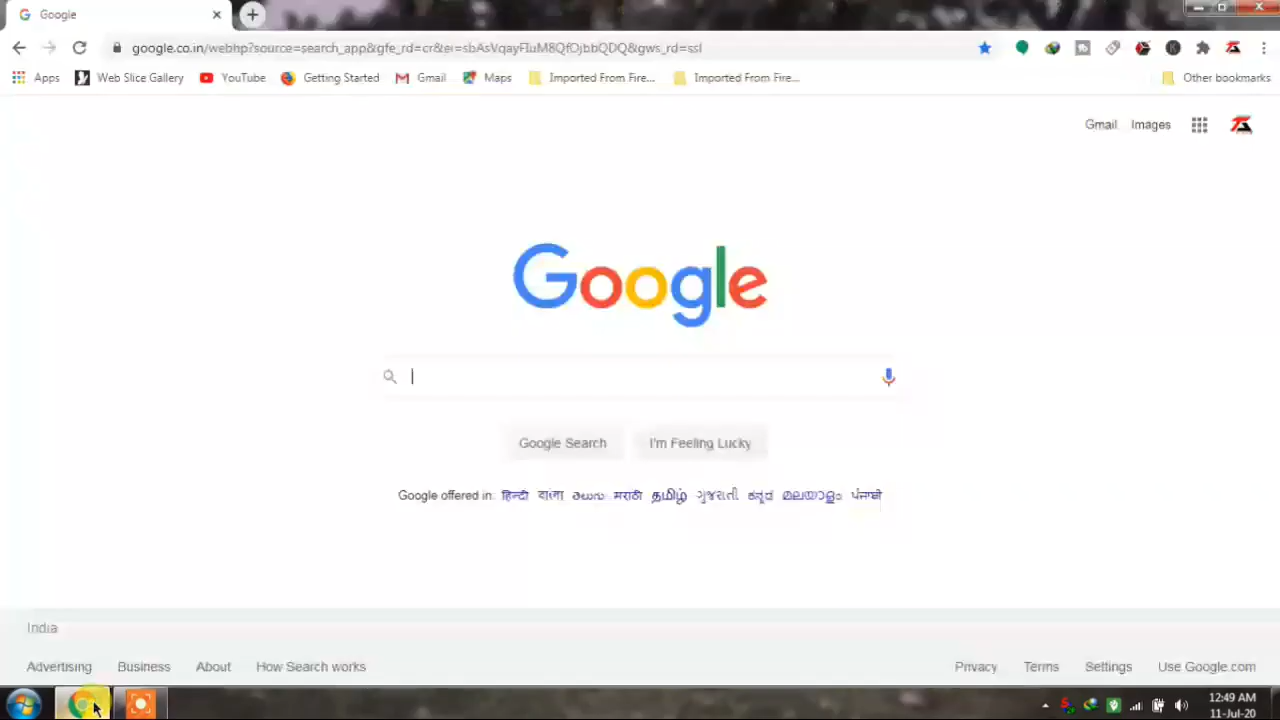 Google
google.co.in/webhp?source=search_app&gfe_rd=cr&ei=sbAsVqayFIuM8QfOjbbQDQ&gws_rd=ssl
Apps Web Slice Gallery YouTube Getting Started Gmail Maps Imported From Fire... Imported From Fire... Other bookmarks
Gmail Images
Google
Google Search I'm Feeling Lucky
Google offered in: हिन्दी বাংলা తెలుగు मराठी தமிழ் ગુજરાતી ಕನ್ನಡ മലയാളം ਪੰਜਾਬੀ
India
Advertising Business About How Search works Privacy Terms Settings Use Google.com
12:49 AM
11-Jul-20